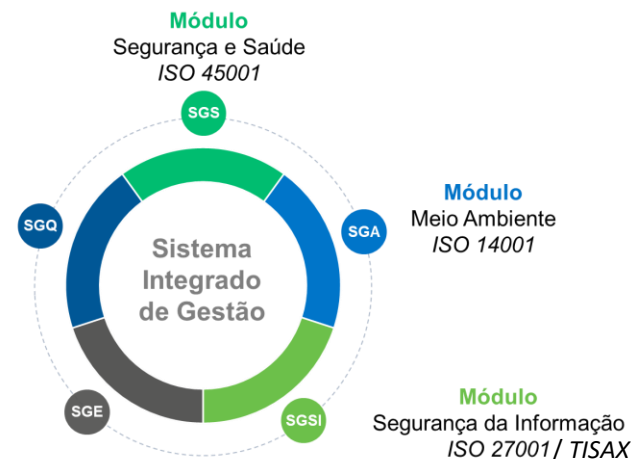 Módulo
Segurança e Saúde
ISO 45001
SGS
SGQ
SGA
Módulo
Meio Ambiente
ISO 14001
Sistema
Integrado
de Gestão
SGE
SGSI
Módulo
Segurança da Informação
ISO 27001/ TISAX